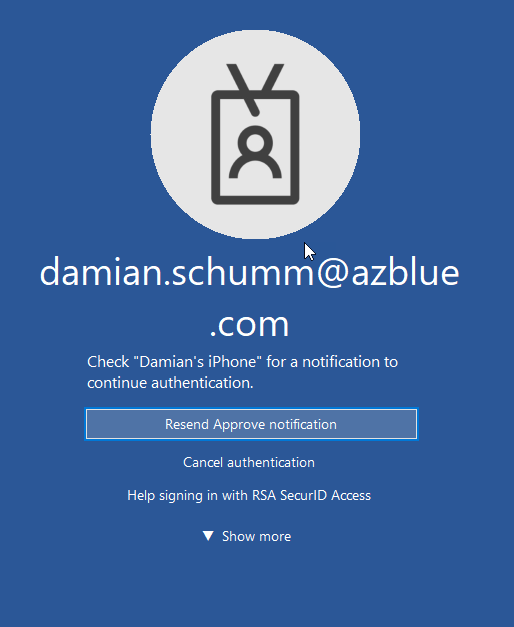 damian.schumm@azblue
.com
Check "Damian's iPhone" for a notification to
continue authentication.
Resend Approve notification
Cancel authentication
Help signing in with RSA SecurID Access
▼ Show more